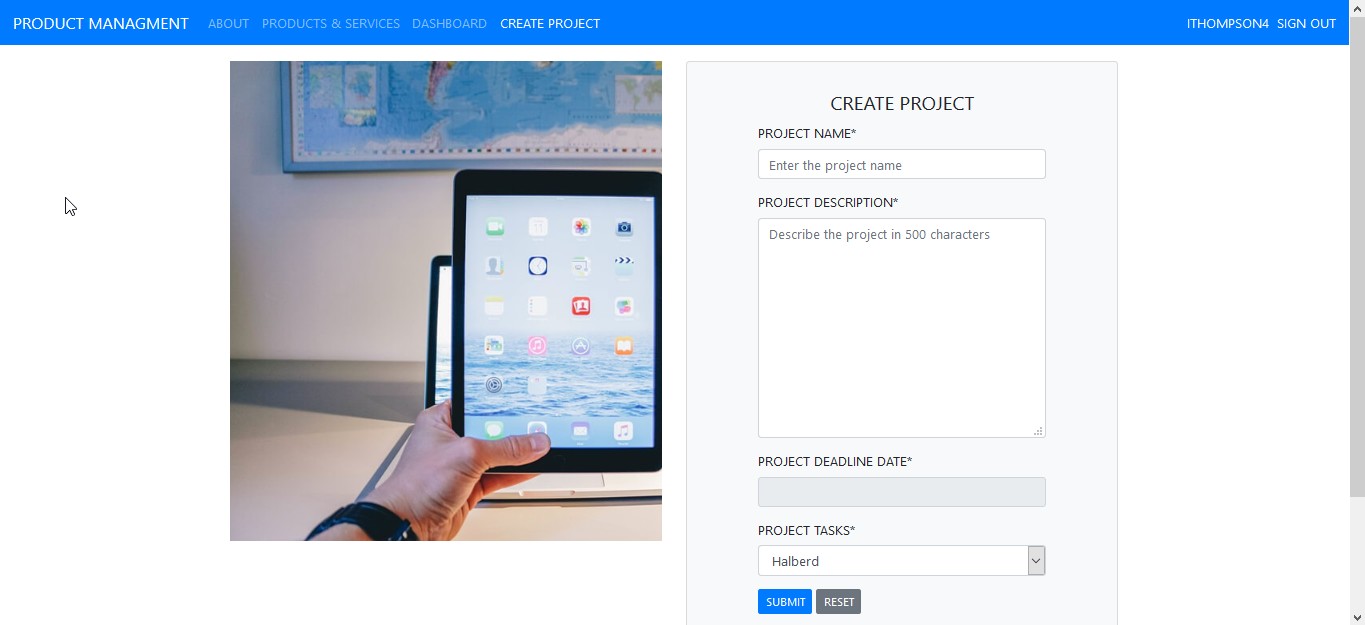 PRODUCT MANAGMENT ABOUT PRODUCTS & SERVICES DASHBOARD CREATE PROJECT ITHOMPSON4 SIGN OUT
CREATE PROJECT
PROJECT NAME*
Enter the project name
PROJECT DESCRIPTION*
Describe the project in 500 characters
PROJECT DEADLINE DATE*
PROJECT TASKS*
Halberd
SUBMIT RESET